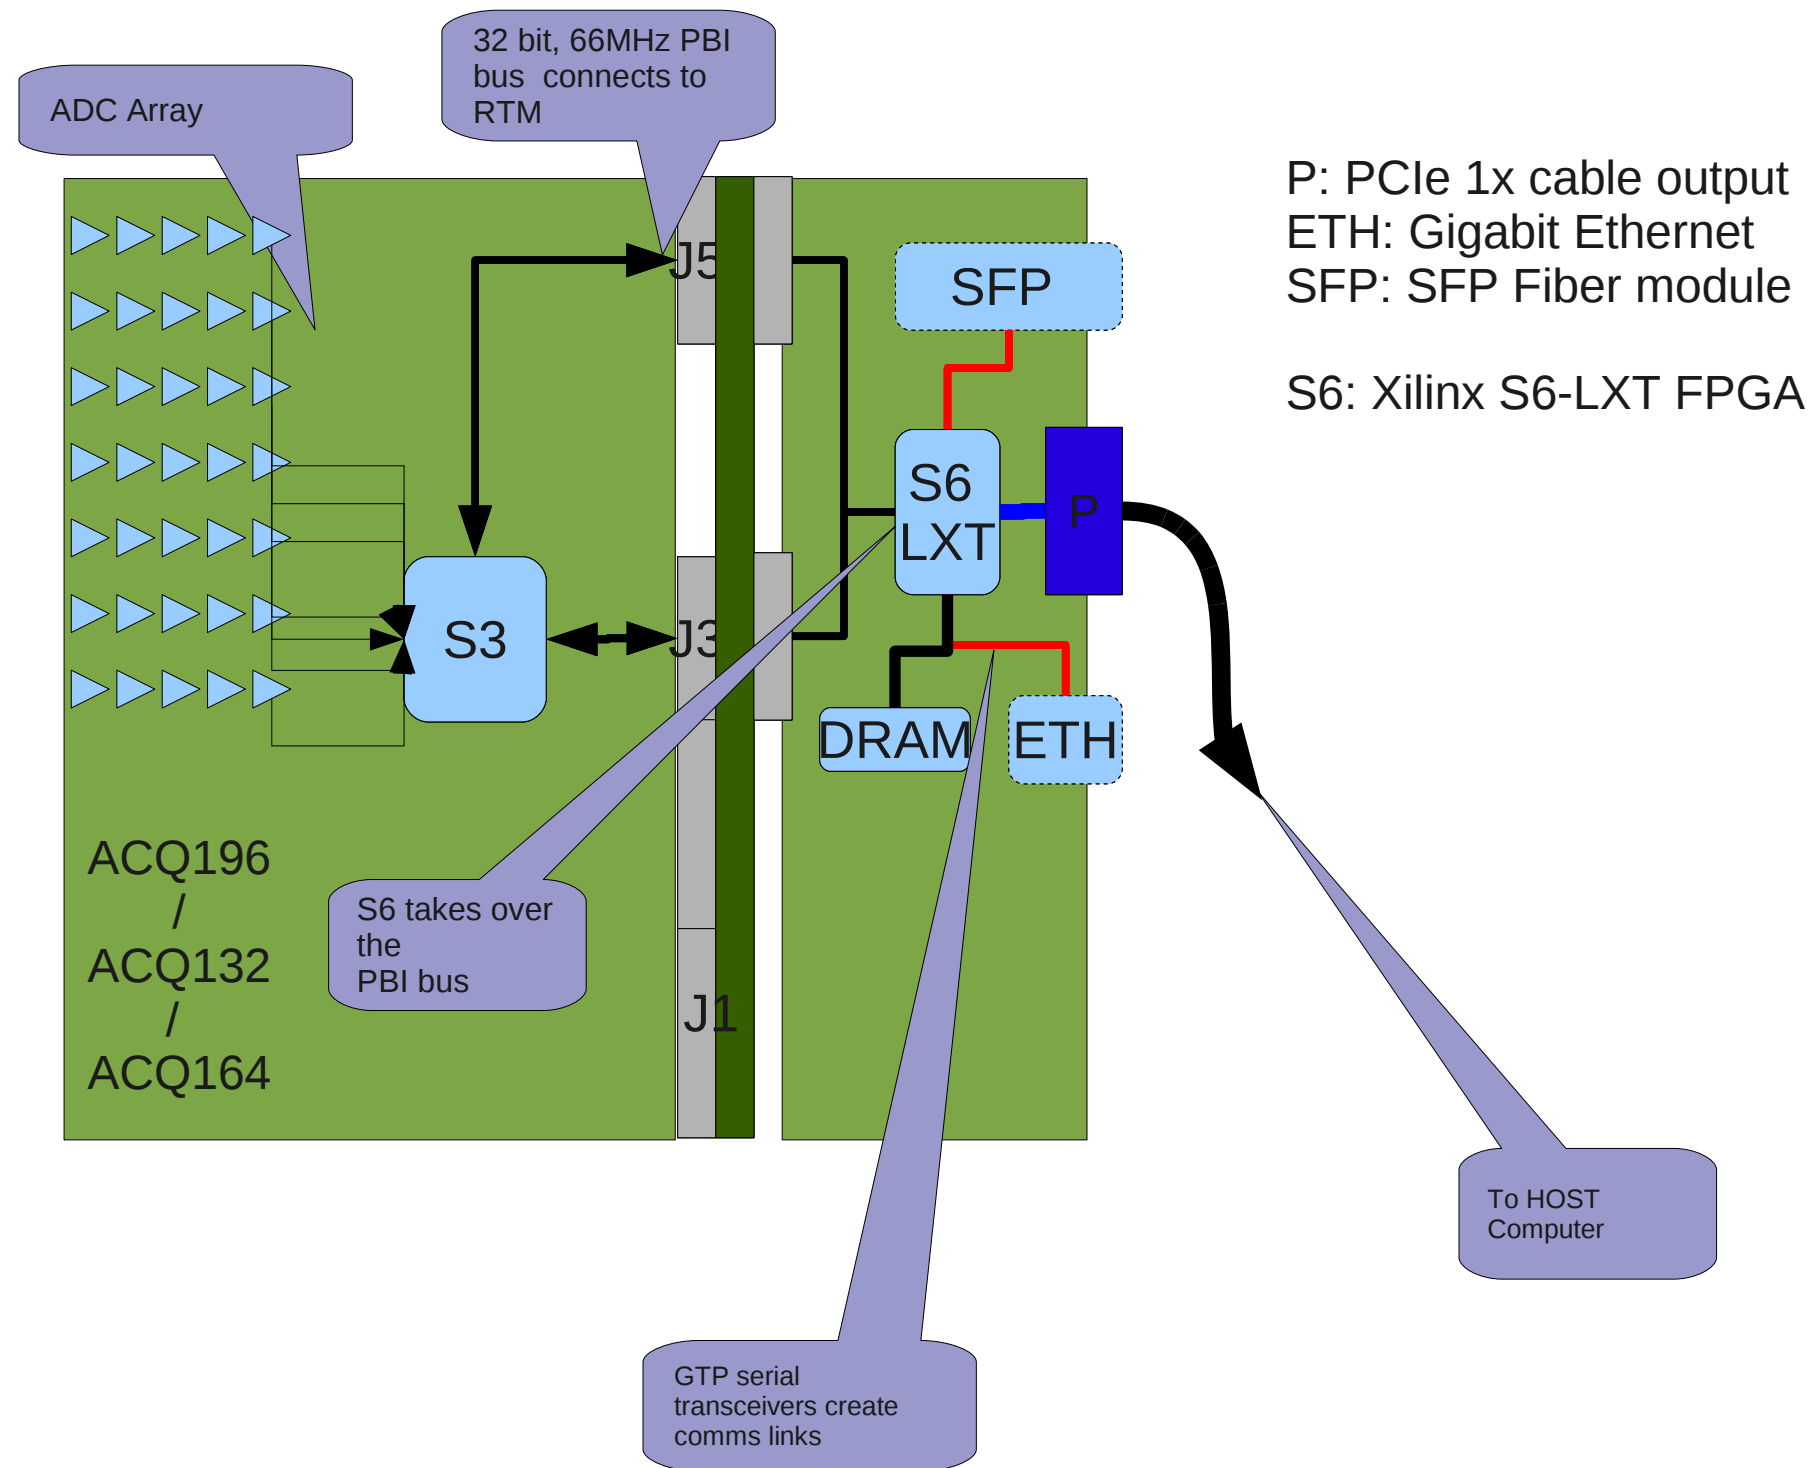 32 bit, 66MHz PBI
bus connects to
RTM
ADC Array
P: PCIe 1x cable output
ETH: Gigabit Ethernet
SFP: SFP Fiber module
S6: Xilinx S6-LXT FPGA
J5
SFP
S6
LXT
P
S3
J3
DRAM
ETH
ACQ196
/
ACQ132
/
ACQ164
S6 takes over
the
PBI bus
J1
To HOST
Computer
GTP serial
transceivers create
comms links